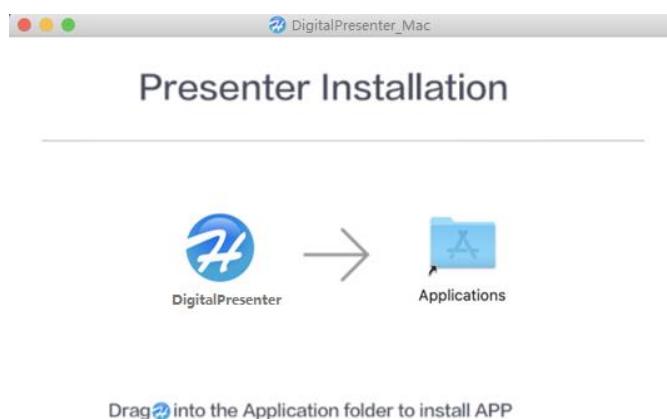 DigitalPresenter_Mac
Presenter Installation
DigitalPresenter
Applications
Drag into the Application folder to install APP